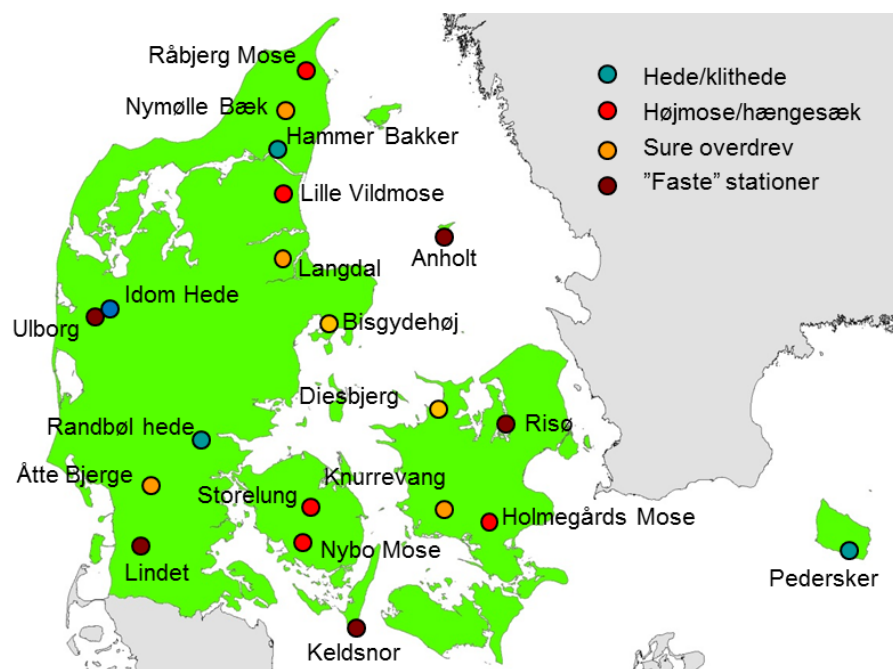 Råbjerg Mose
Nymølle Bæk
Hammer Bakker
Lille Vildmose
Anholt
Langdal
Idom Hede
Ulborg
Bisgydehøj
Diesbjerg
Randbøl hede
Risø
Åtte Bjerge
Knurrevang
Storelung
Holmegårds Mose
Nybo Mose
Lindet
Pedersker
Keldsnor
Hede/klithede
Højmose/hængesæk
Sure overdrev
”Faste” stationer